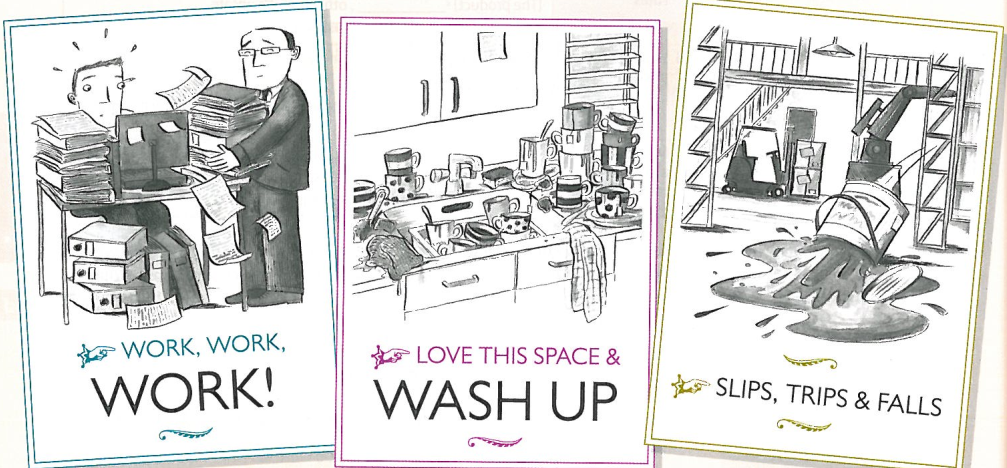 WORK, WORK,
WORK!
LOVE THIS SPACE &
WASH UP
SLIPS, TRIPS & FALLS